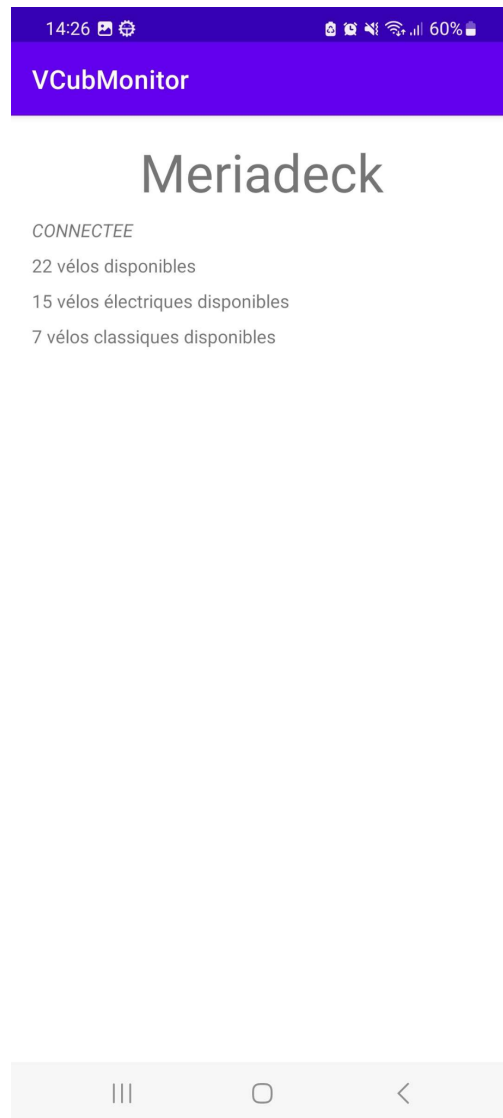 14:26 60%
VCubMonitor
Meriadeck
CONNECTEE
22 vélos disponibles
15 vélos électriques disponibles
7 vélos classiques disponibles